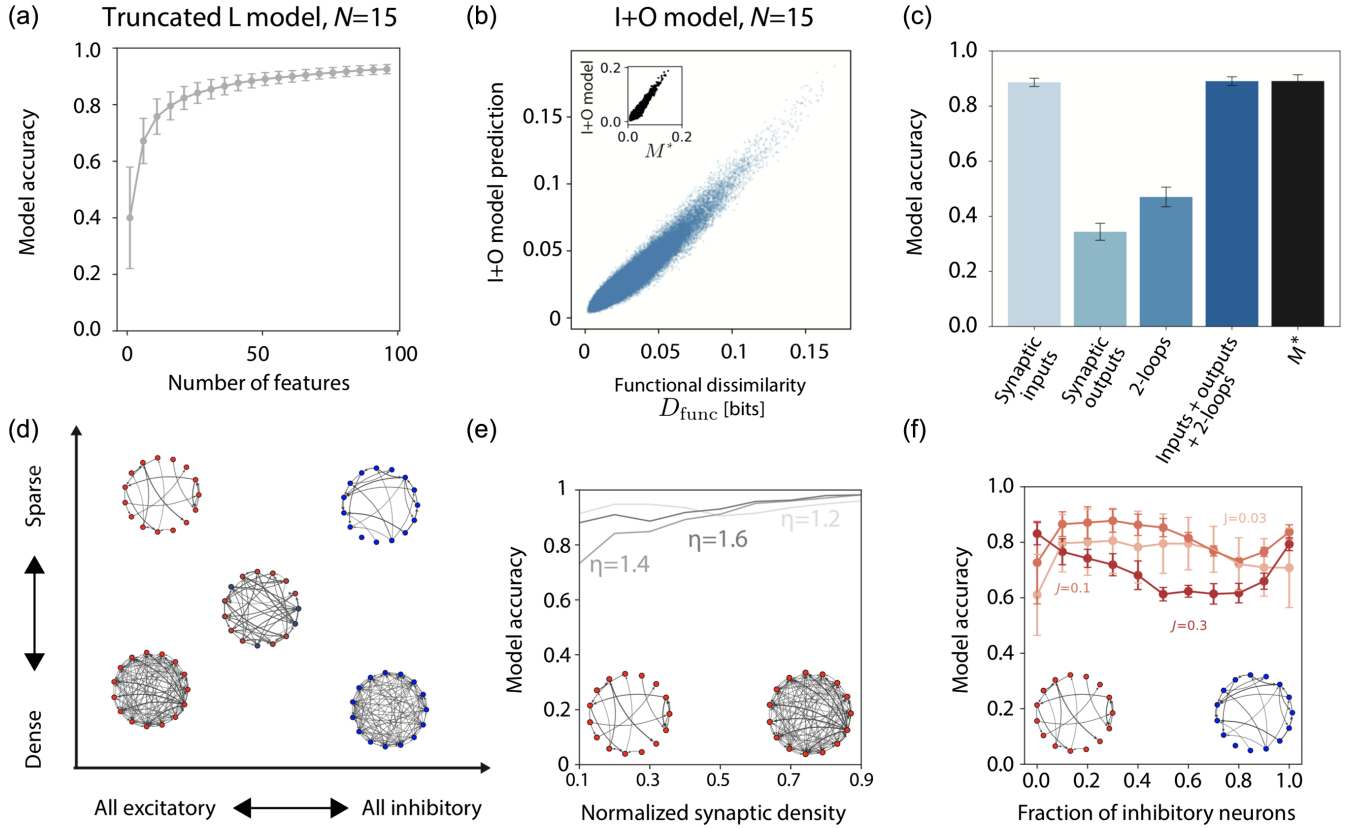 (a)
Truncated L model, N=15
Model accuracy
1.0
0.8
0.6
0.4
0.2
0.0
0
50
100
Number of features
(b)
I+O model, N=15
I+O model prediction
0.15
0.1
0.05
0
0
0.05
0.1
0.15
I+O model
0.2
0.0
0.0
0.2
M*
Functional dissimilarity
D_func [bits]
(c)
Model accuracy
1.0
0.8
0.6
0.4
0.2
0.0
Synaptic
inputs
Synaptic
outputs
2-loops
Inputs + outputs
+ 2-loops
M*
(d)
Sparse
Dense
All excitatory
All inhibitory
(e)
Model accuracy
1
0.8
0.6
0.4
0.2
0
η=1.2
η=1.6
η=1.4
0.1
0.3
0.5
0.7
0.9
Normalized synaptic density
(f)
Model accuracy
1.0
0.8
0.6
0.4
0.2
0.0
J=0.03
J=0.1
J=0.3
0.0
0.2
0.4
0.6
0.8
1.0
Fraction of inhibitory neurons